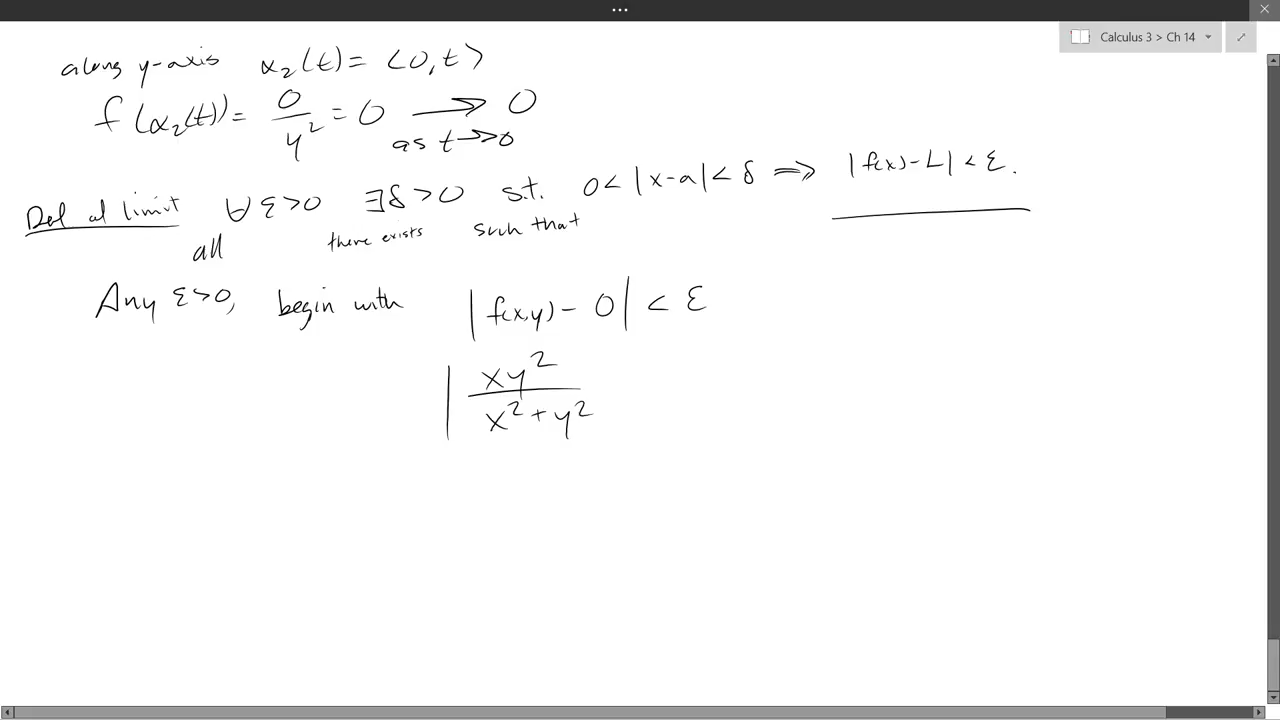 ...
Calculus 3 > Ch 14
along y-axis α₂(t) = <0, t>
f(α₂(t)) = 0/y² = 0 → 0 as t→0
Def of limit ∀ ε>0 ∃δ>0 s.t. 0<|x-a|<δ ⇒ |f(x)-L|<ε.
all there exists such that
Any ε>0, begin with |f(x,y) - 0| < ε
| xy²/x²+y²